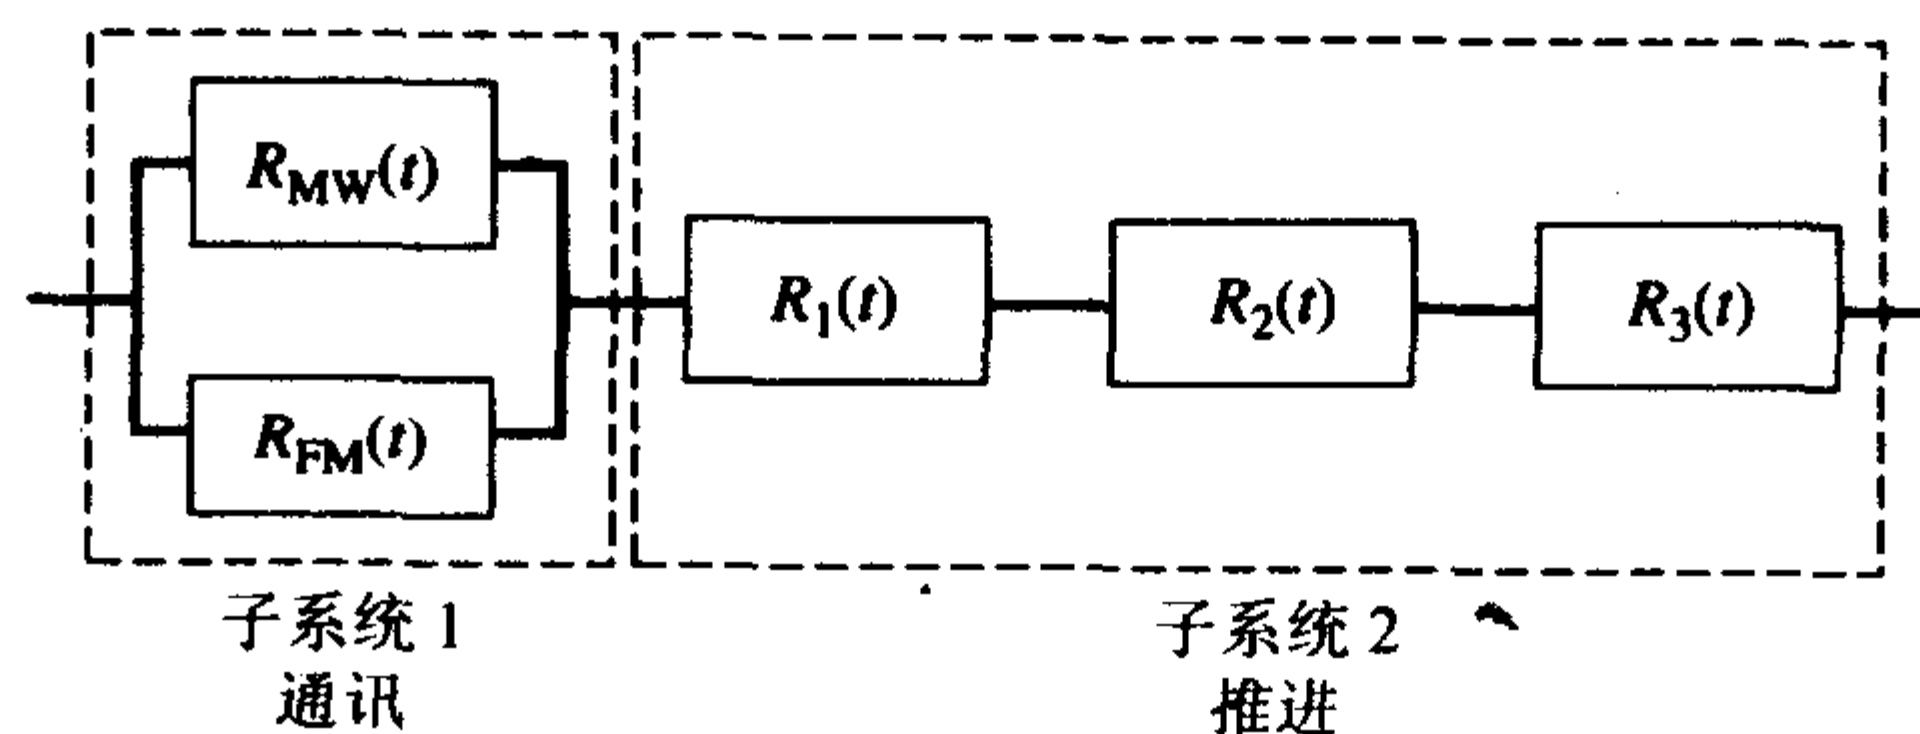 R_MW(t)
R_FM(t)
R_1(t)
R_2(t)
R_3(t)
子系统 1
通讯
子系统 2
推进